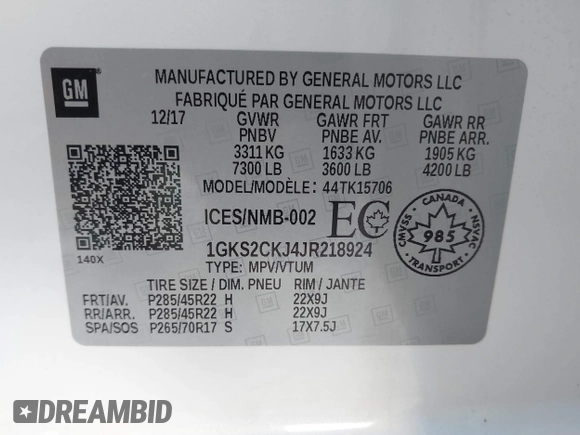 GM
MANUFACTURED BY GENERAL MOTORS LLC
FABRIQUÉ PAR GENERAL MOTORS LLC
12/17 GVWR GAWR FRT GAWR RR
PNBV PNBE AV. PNBE ARR.
3311 KG 1633 KG 1905 KG
7300 LB 3600 LB 4200 LB
MODEL/MODÈLE: 44TK15706
ICES/NMB-002 EC
CANADA
CMVSS 985 NSVAC
TRANSPORT
140X
1GKS2CKJ4JR218924
TYPE: MPV/VTUM
TIRE SIZE / DIM. PNEU RIM / JANTE
FRT/AV. P285/45R22 H 22X9J
RR/ARR. P285/45R22 H 22X9J
SPA/SOS P265/70R17 S 17X7.5J
DREAMBID